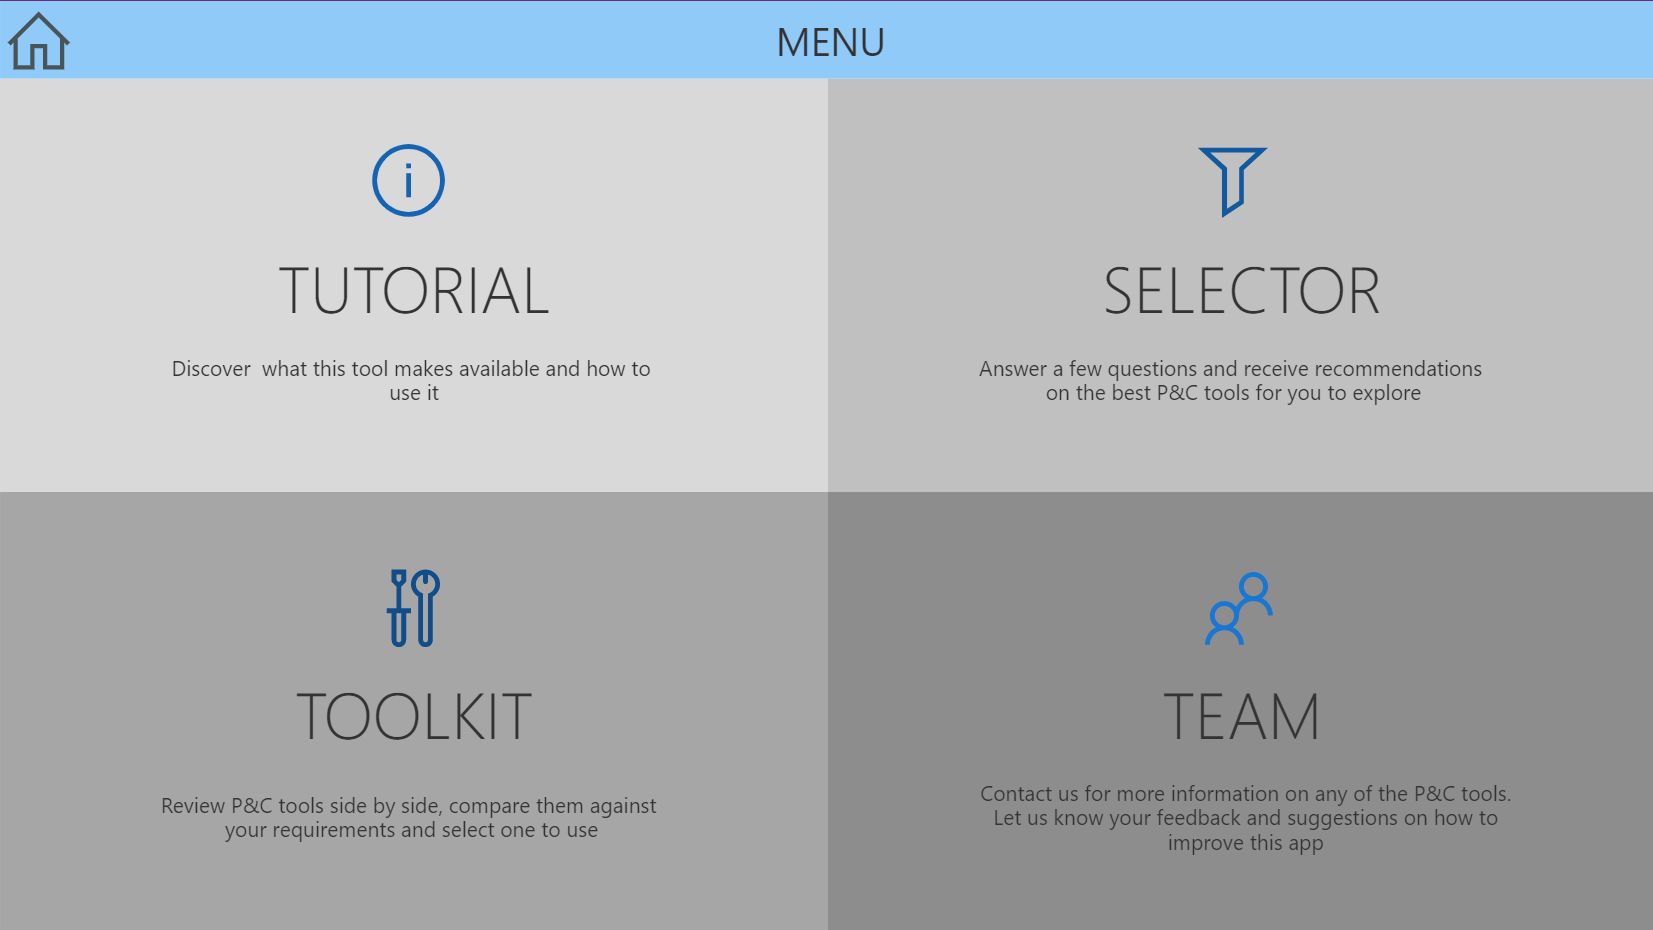 MENU
TUTORIAL
Discover  what this tool makes available and how to
use it
SELECTOR
Answer a few questions and receive recommendations
on the best P&C tools for you to explore
TOOLKIT
Review P&C tools side by side, compare them against
your requirements and select one to use
TEAM
Contact us for more information on any of the P&C tools.
Let us know your feedback and suggestions on how to
improve this app